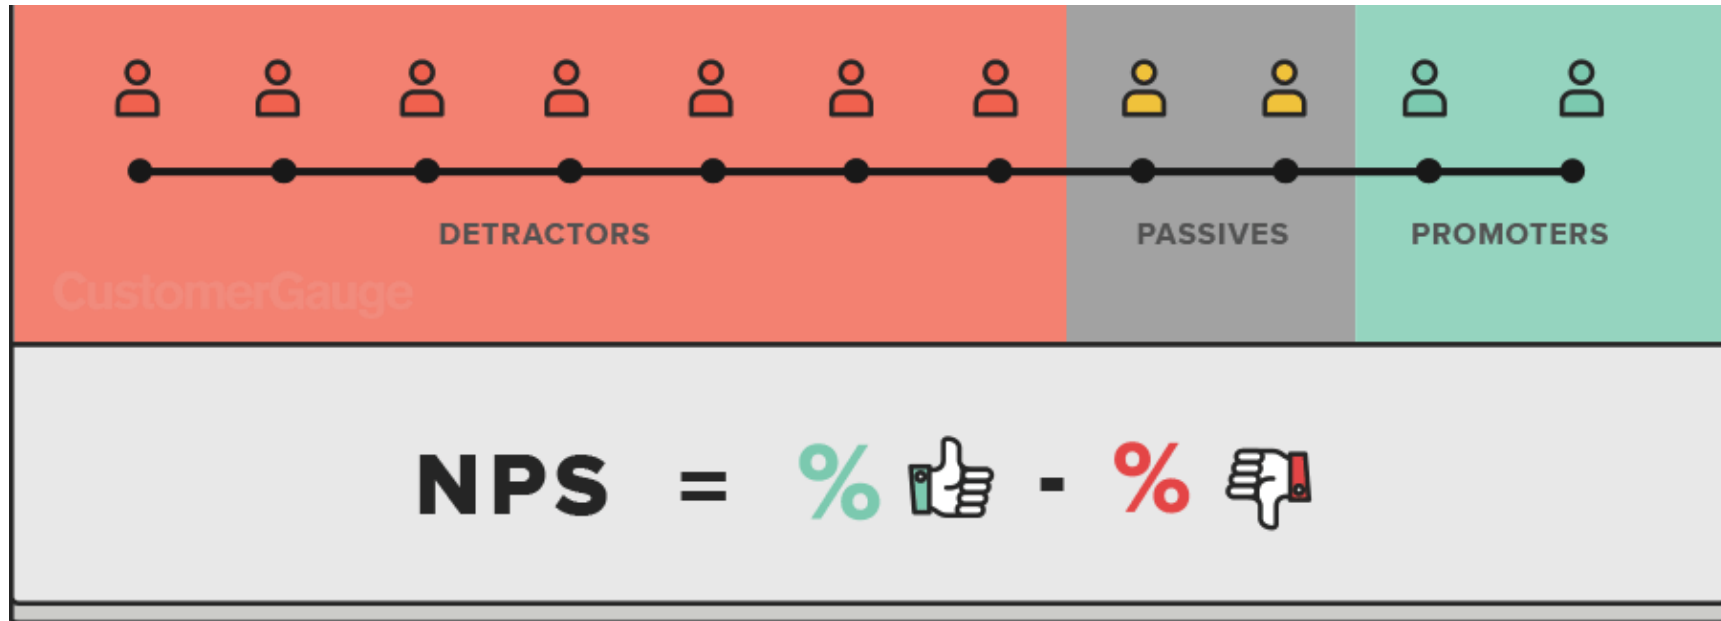 DETRACTORS PASSIVES PROMOTERS
CustomerGauge
NPS = % - %